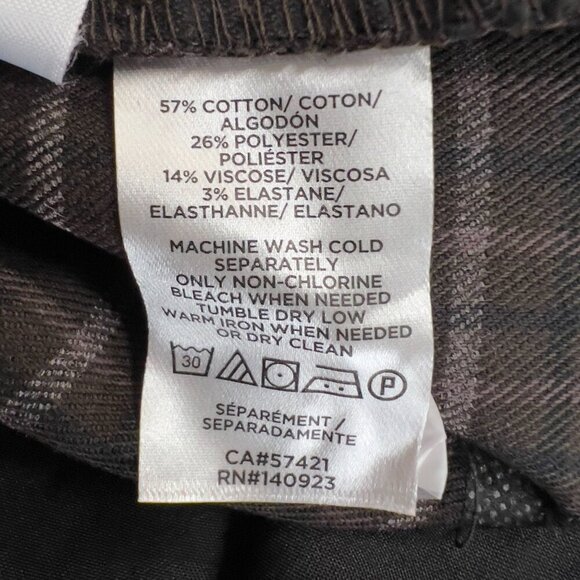 57% COTTON/ COTON/
ALGODÓN
26% POLYESTER/
POLIÉSTER
14% VISCOSE/ VISCOSA
3% ELASTANE/
ELASTHANNE/ ELASTANO
MACHINE WASH COLD
SEPARATELY
ONLY NON-CHLORINE
BLEACH WHEN NEEDED
TUMBLE DRY LOW
WARM IRON WHEN NEEDED
OR DRY CLEAN
30 P
SÉPARÉMENT/
SEPARADAMENTE
CA#57421
RN#140923